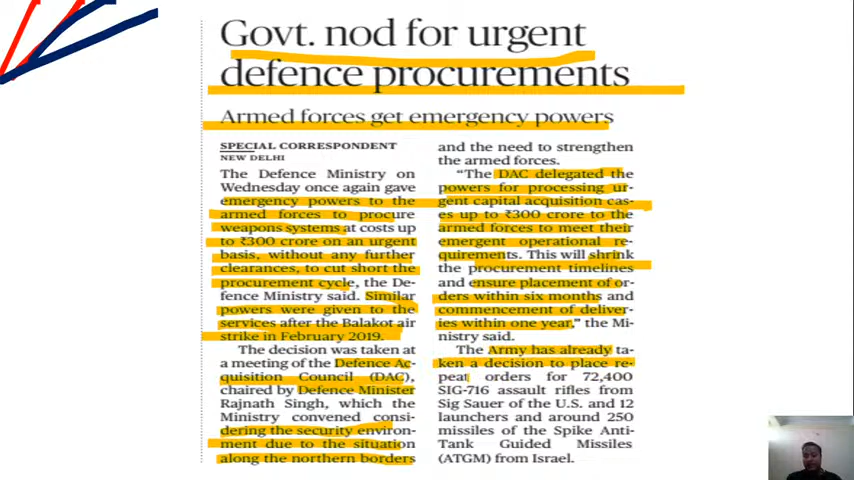 Govt. nod for urgent
defence procurements
Armed forces get emergency powers
SPECIAL CORRESPONDENT
NEW DELHI
The Defence Ministry on
Wednesday once again gave
emergency powers to the
armed forces to procure
weapons systems at costs up
to ₹300 crore on an urgent
basis, without any further
clearances, to cut short the
procurement cycle, the De-
fence Ministry said. Similar
powers were given to the
services after the Balakot air
strike in February 2019.
The decision was taken at
a meeting of the Defence Ac-
quisition Council (DAC),
chaired by Defence Minister
Rajnath Singh, which the
Ministry convened consi-
dering the security environ-
ment due to the situation
along the northern borders
and the need to strengthen
the armed forces.
“The DAC delegated the
powers for processing ur-
gent capital acquisition cas-
es up to ₹300 crore to the
armed forces to meet their
emergent operational re-
quirements. This will shrink
the procurement timelines
and ensure placement of or-
ders within six months and
commencement of deliver-
ies within one year,” the Mi-
nistry said.
The Army has already ta-
ken a decision to place re-
peat orders for 72,400
SIG-716 assault rifles from
Sig Sauer of the U.S. and 12
launchers and around 250
missiles of the Spike Anti-
Tank Guided Missiles
(ATGM) from Israel.